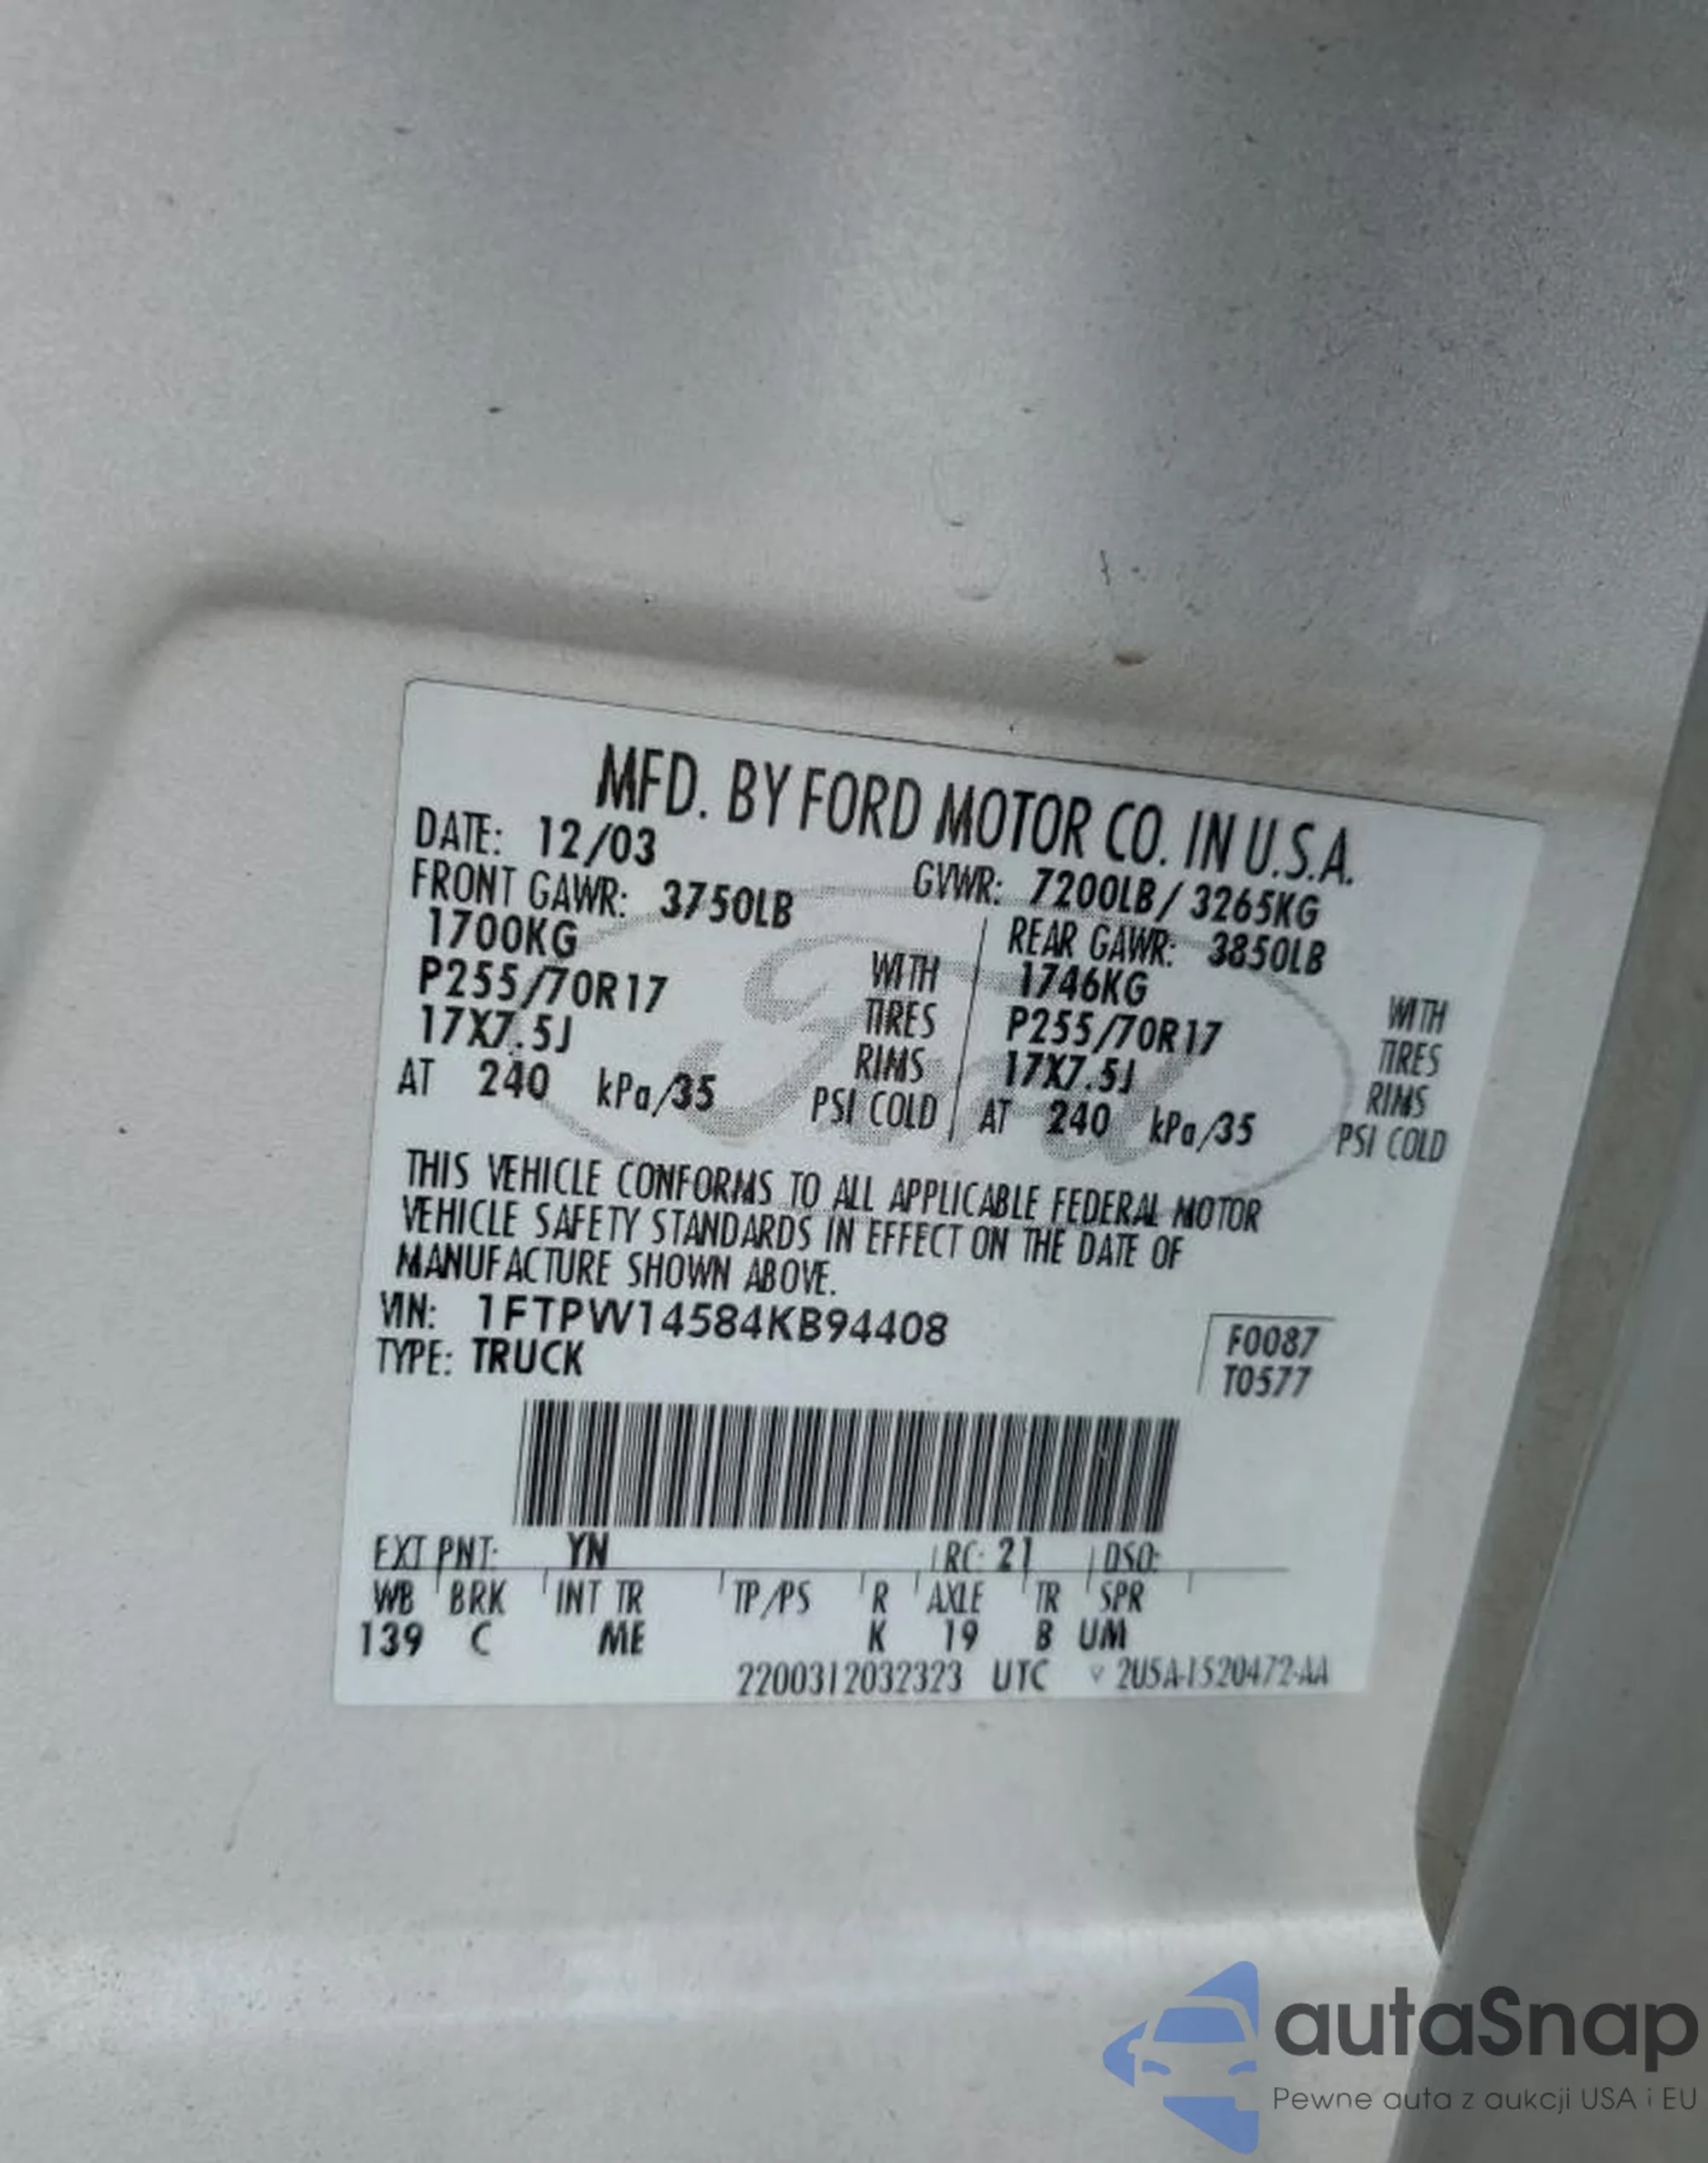 MFD. BY FORD MOTOR CO. IN U.S.A.
DATE: 12/03 GVWR: 7200LB / 3265KG
FRONT GAWR: 3750LB REAR GAWR: 3850LB
1700KG WITH 1746KG WITH
P255/70R17 TIRES P255/70R17 TIRES
17X7.5J RIMS 17X7.5J RIMS
AT 240 kPa/35 PSI COLD AT 240 kPa/35 PSI COLD
THIS VEHICLE CONFORMS TO ALL APPLICABLE FEDERAL MOTOR
VEHICLE SAFETY STANDARDS IN EFFECT ON THE DATE OF
MANUFACTURE SHOWN ABOVE.
VIN: 1FTPW14584KB94408 F0087
TYPE: TRUCK T0577
EXT PNT: YN RC: 21 DSO:
WB BRK INT TR TP/PS R AXLE TR SPR
139 C ME K 19 B UM
2200312032323 UTC ▽ 2U5A-1520472-AA
Ford
autaSnap
Pewne auta z aukcji USA i EU